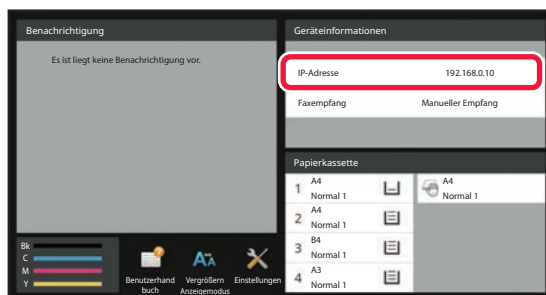 Benachrichtigung
Es ist liegt keine Benachrichtigung vor.
Geräteinformationen
IP-Adresse 192.168.0.10
Faxempfang Manueller Empfang
Papierkassette
1 A4
Normal 1
A4
Normal 1
2 A4
Normal 1
3 B4
Normal 1
4 A3
Normal 1
Bk
C
M
Y
Benutzerhand
buch
Vergrößern
Anzeigemodus
Einstellungen